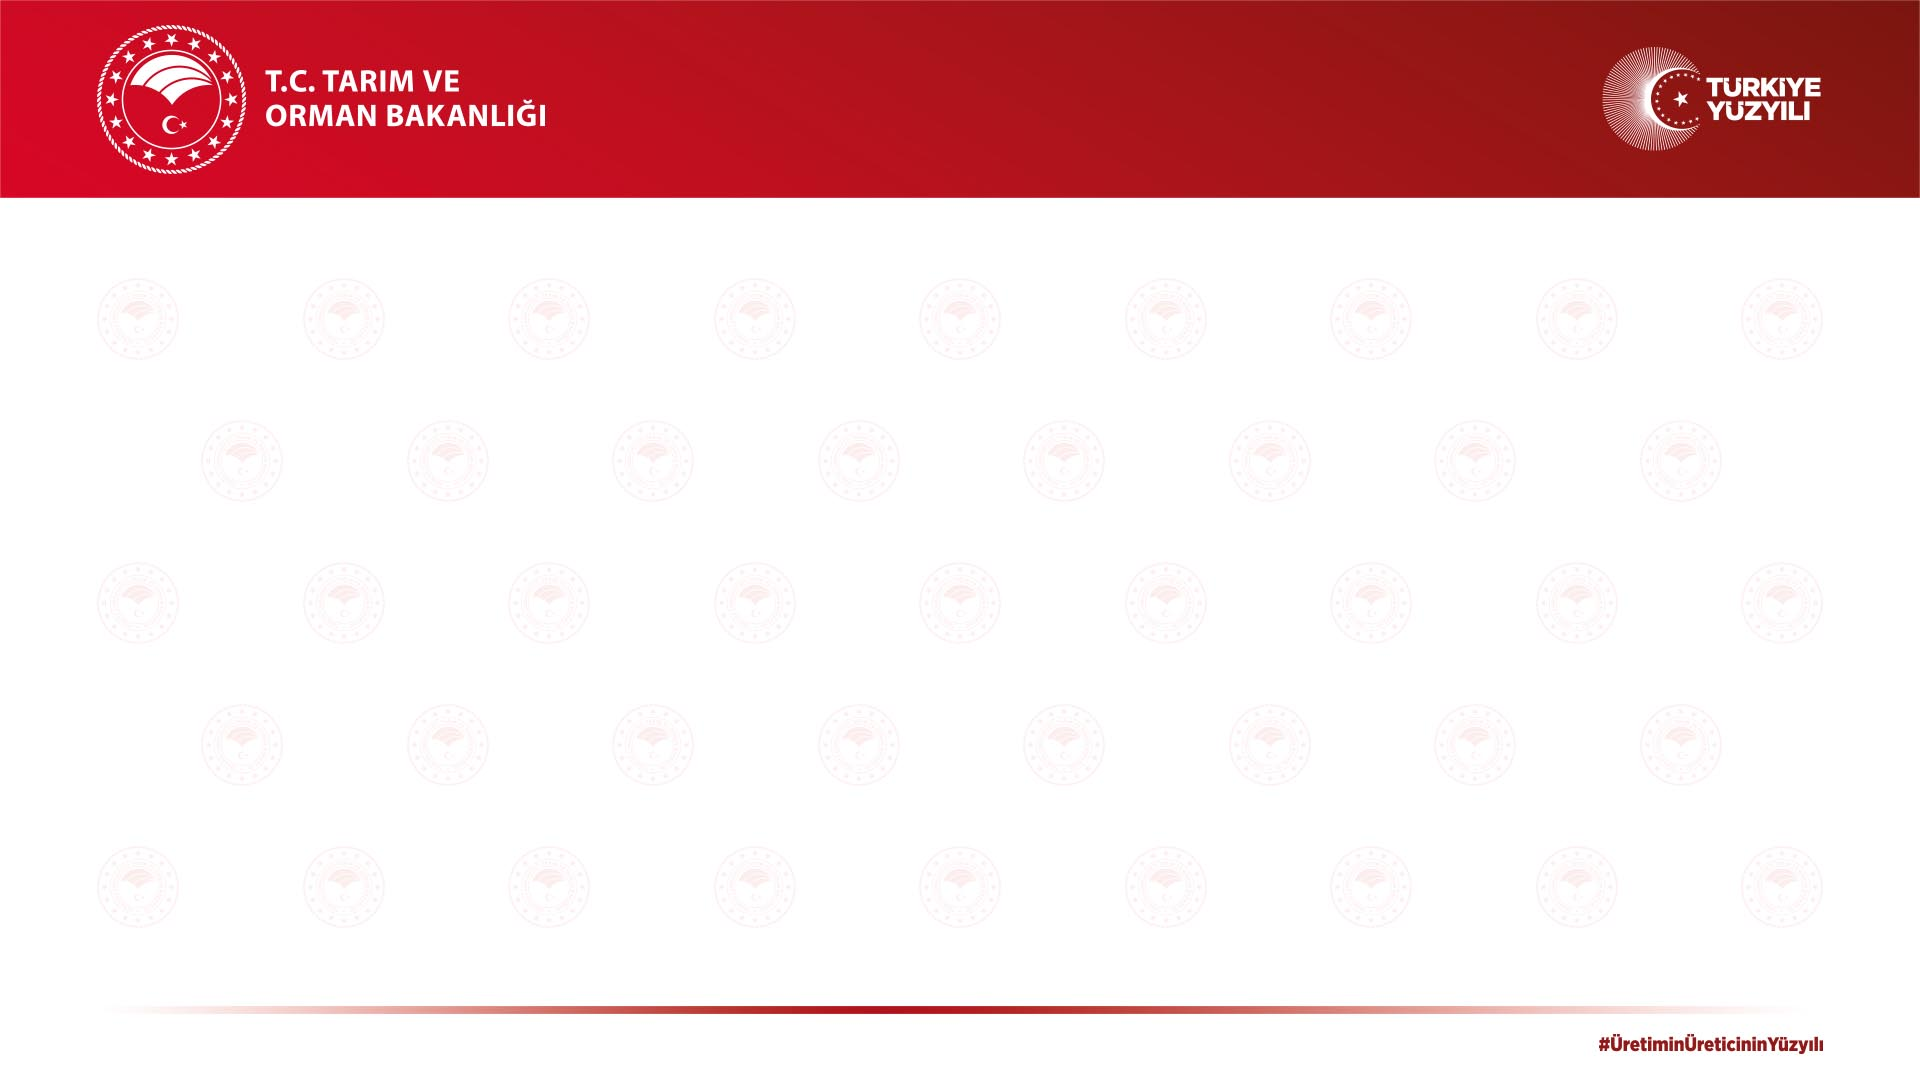 T.C. TARIM VE
ORMAN BAKANLIĞI
TÜRKİYE
YÜZYILI
#ÜretiminÜreticininYüzyılı